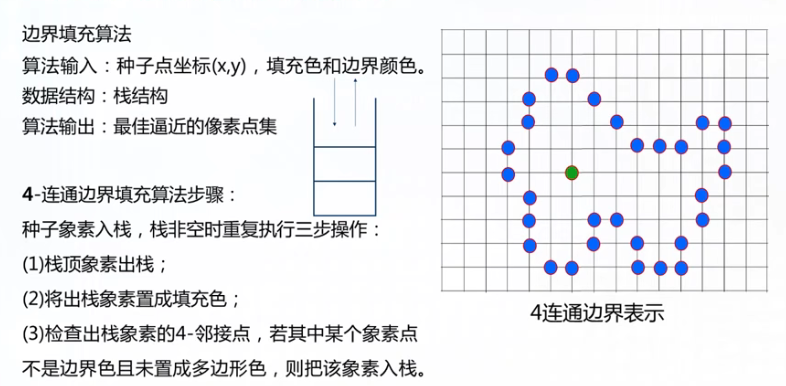 边界填充算法
算法输入：种子点坐标(x,y)，填充色和边界颜色。
数据结构：栈结构
算法输出：最佳逼近的像素点集
4-连通边界填充算法步骤：
种子象素入栈，栈非空时重复执行三步操作：
(1)栈顶象素出栈；
(2)将出栈象素置成填充色；
(3)检查出栈象素的4-邻接点，若其中某个象素点
不是边界色且未置成多边形色，则把该象素入栈。
4连通边界表示